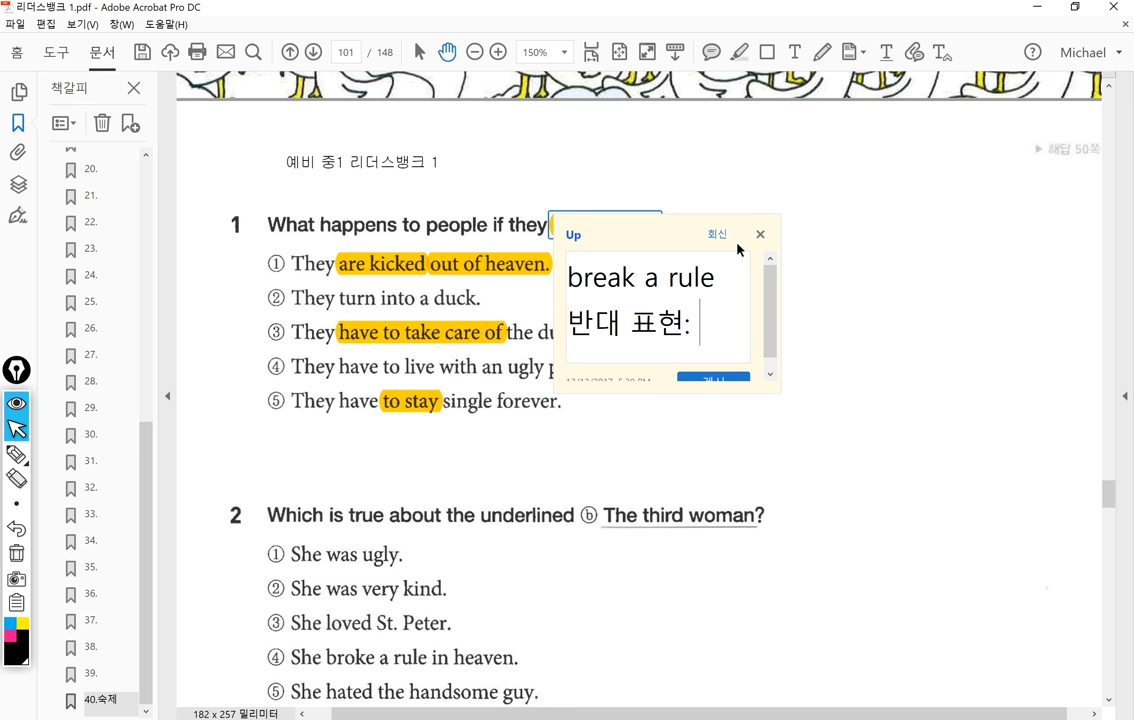 리더스뱅크 1.pdf - Adobe Acrobat Pro DC
파일 편집 보기(V) 창(W) 도움말(H)
홈 도구 문서 101 / 148 150% Michael
책갈피
20.
21.
22.
23.
24.
25.
26.
27.
28.
29.
30.
31.
32.
33.
34.
35.
36.
37.
38.
39.
40.숙제
예비 중1 리더스뱅크 1
▶ 해답 50쪽
1 What happens to people if they
① They are kicked out of heaven.
② They turn into a duck.
③ They have to take care of the du
④ They have to live with an ugly p
⑤ They have to stay single forever.
Up 회신
break a rule
반대 표현:
2 Which is true about the underlined ⓑ The third woman?
① She was ugly.
② She was very kind.
③ She loved St. Peter.
④ She broke a rule in heaven.
⑤ She hated the handsome guy.
182 x 257 밀리미터